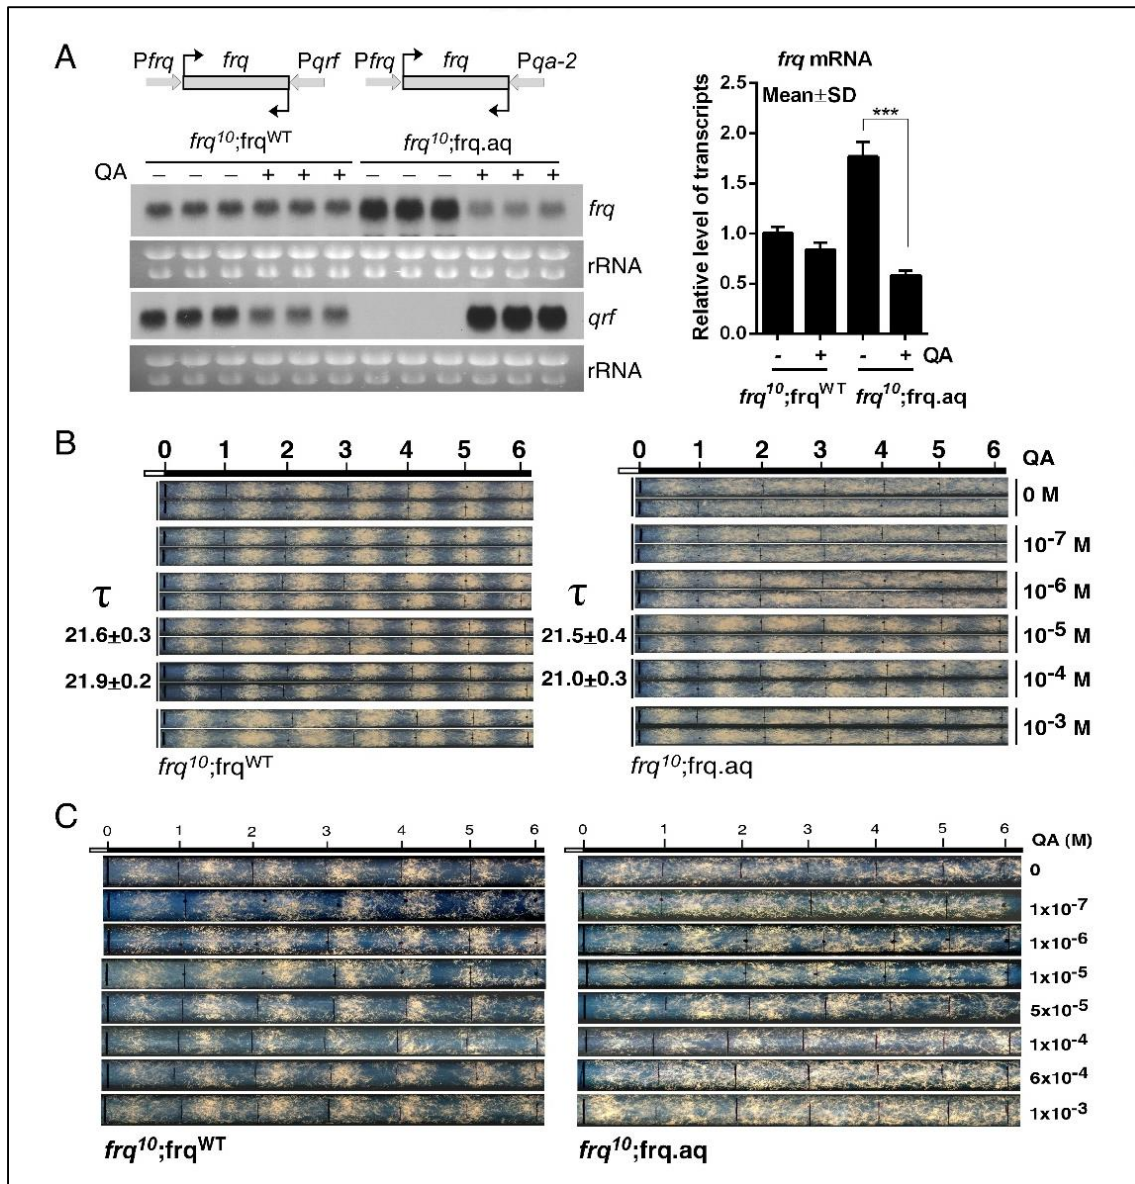 A
Pfrq frq Pqrf Pfrq frq Pqa-2
frq¹⁰;frqᵂᵀ frq¹⁰;frq.aq
QA – – – + + + – – – + + +
frq
rRNA
qrf
rRNA
frq mRNA
Mean±SD
***
Relative level of transcripts
2.5
2.0
1.5
1.0
0.5
0.0
- + - + QA
frq¹⁰;frqᵂᵀ frq¹⁰;frq.aq
B
0 1 2 3 4 5 6
τ
21.6±0.3
21.9±0.2
frq¹⁰;frqᵂᵀ
0 1 2 3 4 5 6 QA
0 M
10⁻⁷ M
10⁻⁶ M
τ
21.5±0.4 10⁻⁵ M
21.0±0.3 10⁻⁴ M
10⁻³ M
frq¹⁰;frq.aq
C
0 1 2 3 4 5 6
frq¹⁰;frqᵂᵀ
0 1 2 3 4 5 6 QA (M)
0
1x10⁻⁷
1x10⁻⁶
1x10⁻⁵
5x10⁻⁵
1x10⁻⁴
6x10⁻⁴
1x10⁻³
frq¹⁰;frq.aq